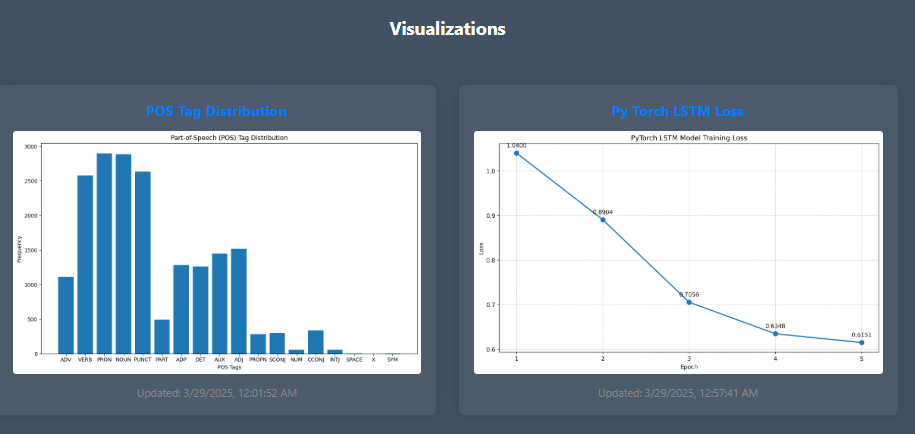 Visualizations
POS Tag Distribution
Part-of-Speech (POS) Tag Distribution
3000
2500
2000
1500
1000
500
0
Frequency
ADV VERB PRON NOUN PUNCT PART ADP DET AUX ADJ PROPN SCONJ NUM CCONJ INTJ SPACE X SYM
POS Tags
Updated: 3/29/2025, 12:01:52 AM
Py Torch LSTM Loss
PyTorch LSTM Model Training Loss
1.0400
0.8904
0.7056
0.6348
0.6151
1.0
0.9
0.8
0.7
0.6
Loss
1 2 3 4 5
Epoch
Updated: 3/29/2025, 12:57:41 AM